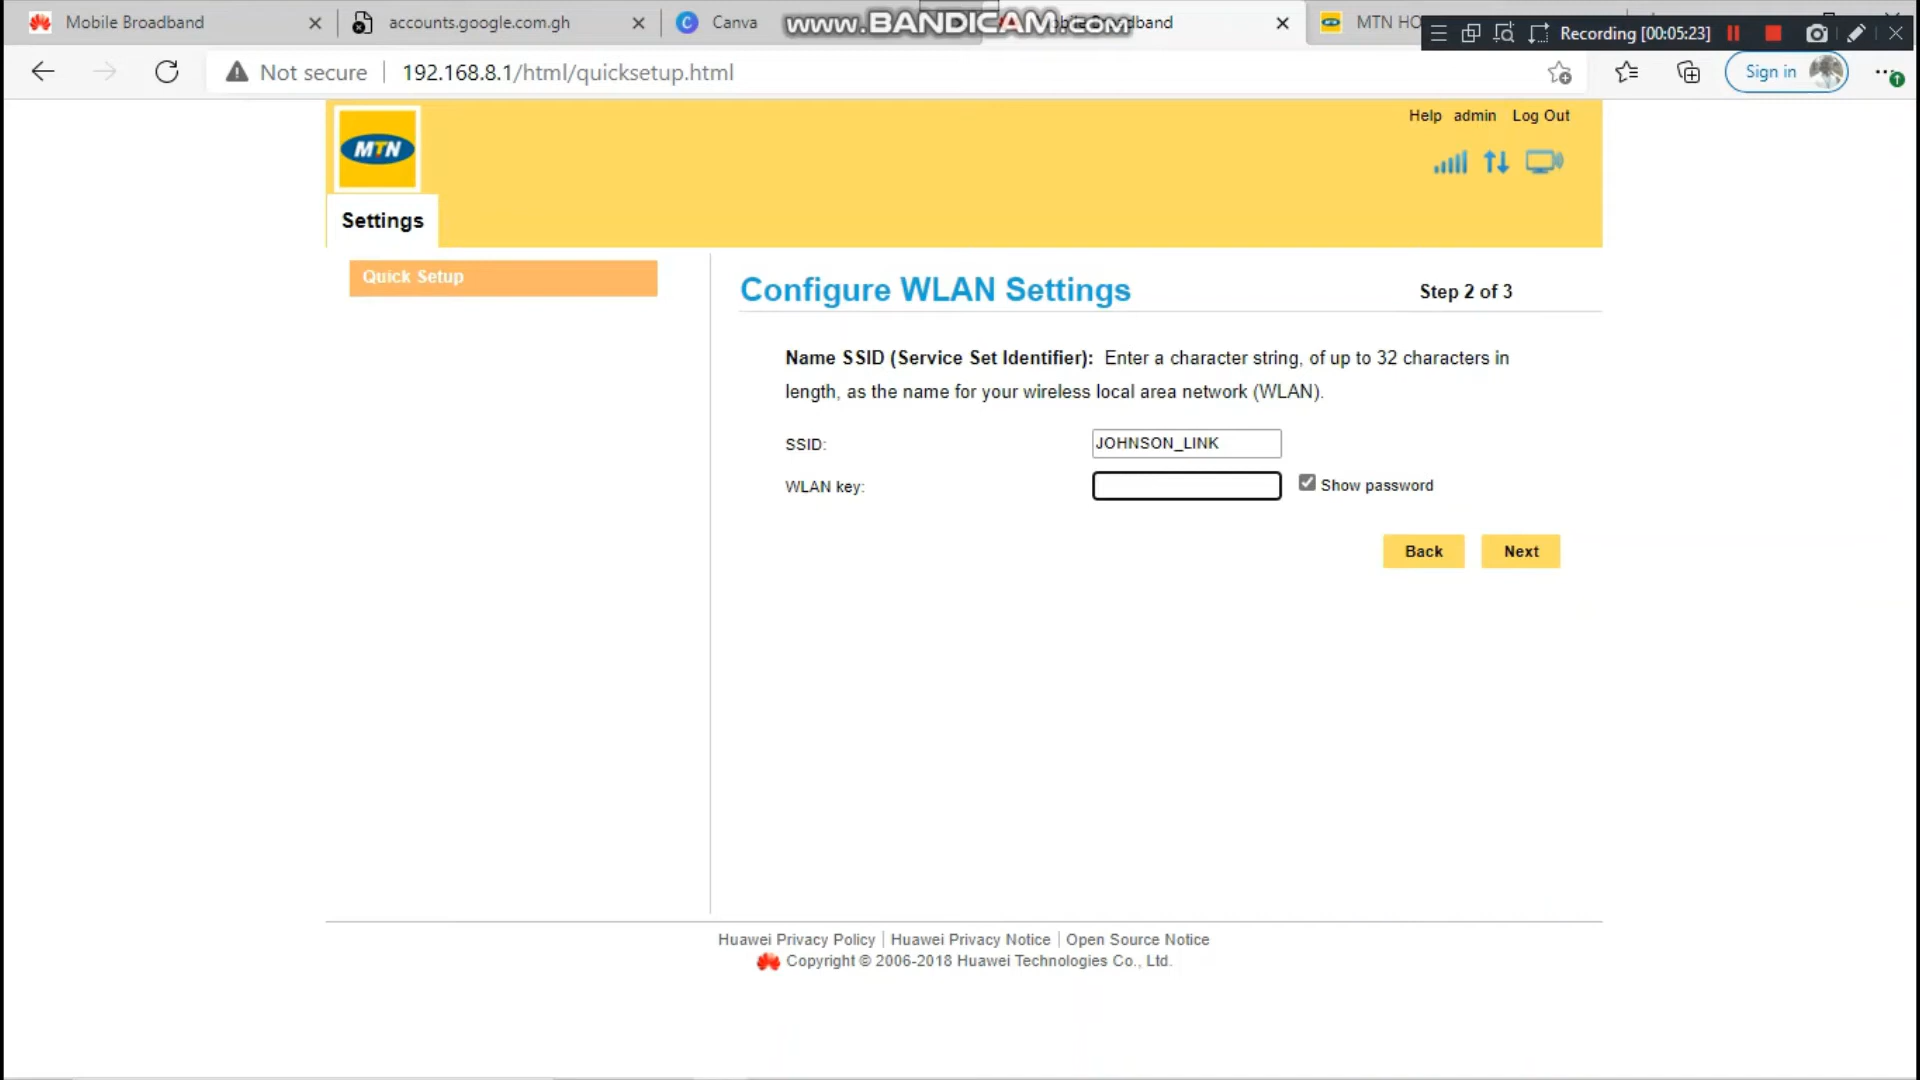 Mobile Broadband
accounts.google.com.gh
Canva
www.BANDICAM.com
Broadband
MTN HO
Recording [00:05:23]
Not secure
192.168.8.1/html/quicksetup.html
Sign in
Help admin Log Out
MTN
Settings
Quick Setup
Configure WLAN Settings
Step 2 of 3
Name SSID (Service Set Identifier): Enter a character string, of up to 32 characters in
length, as the name for your wireless local area network (WLAN).
SSID:
JOHNSON_LINK
WLAN key:
Show password
Back
Next
Huawei Privacy Policy | Huawei Privacy Notice | Open Source Notice
Copyright © 2006-2018 Huawei Technologies Co., Ltd.